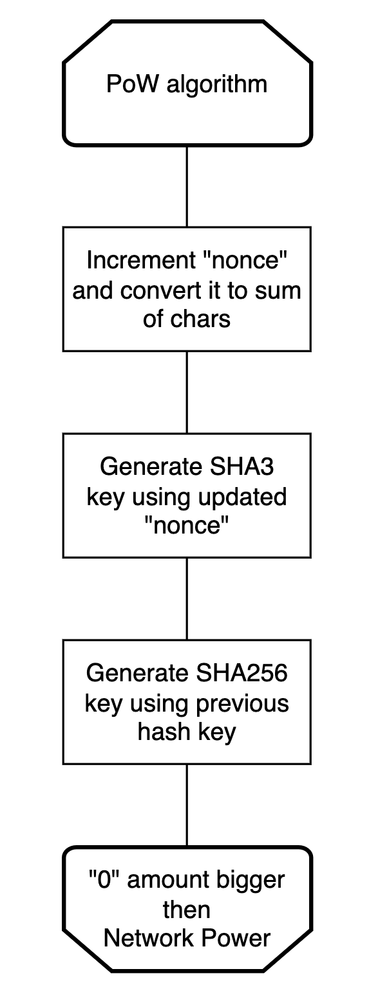 PoW algorithm
Increment "nonce"
and convert it to sum
of chars
Generate SHA3
key using updated
"nonce"
Generate SHA256
key using previous
hash key
"0" amount bigger
then
Network Power